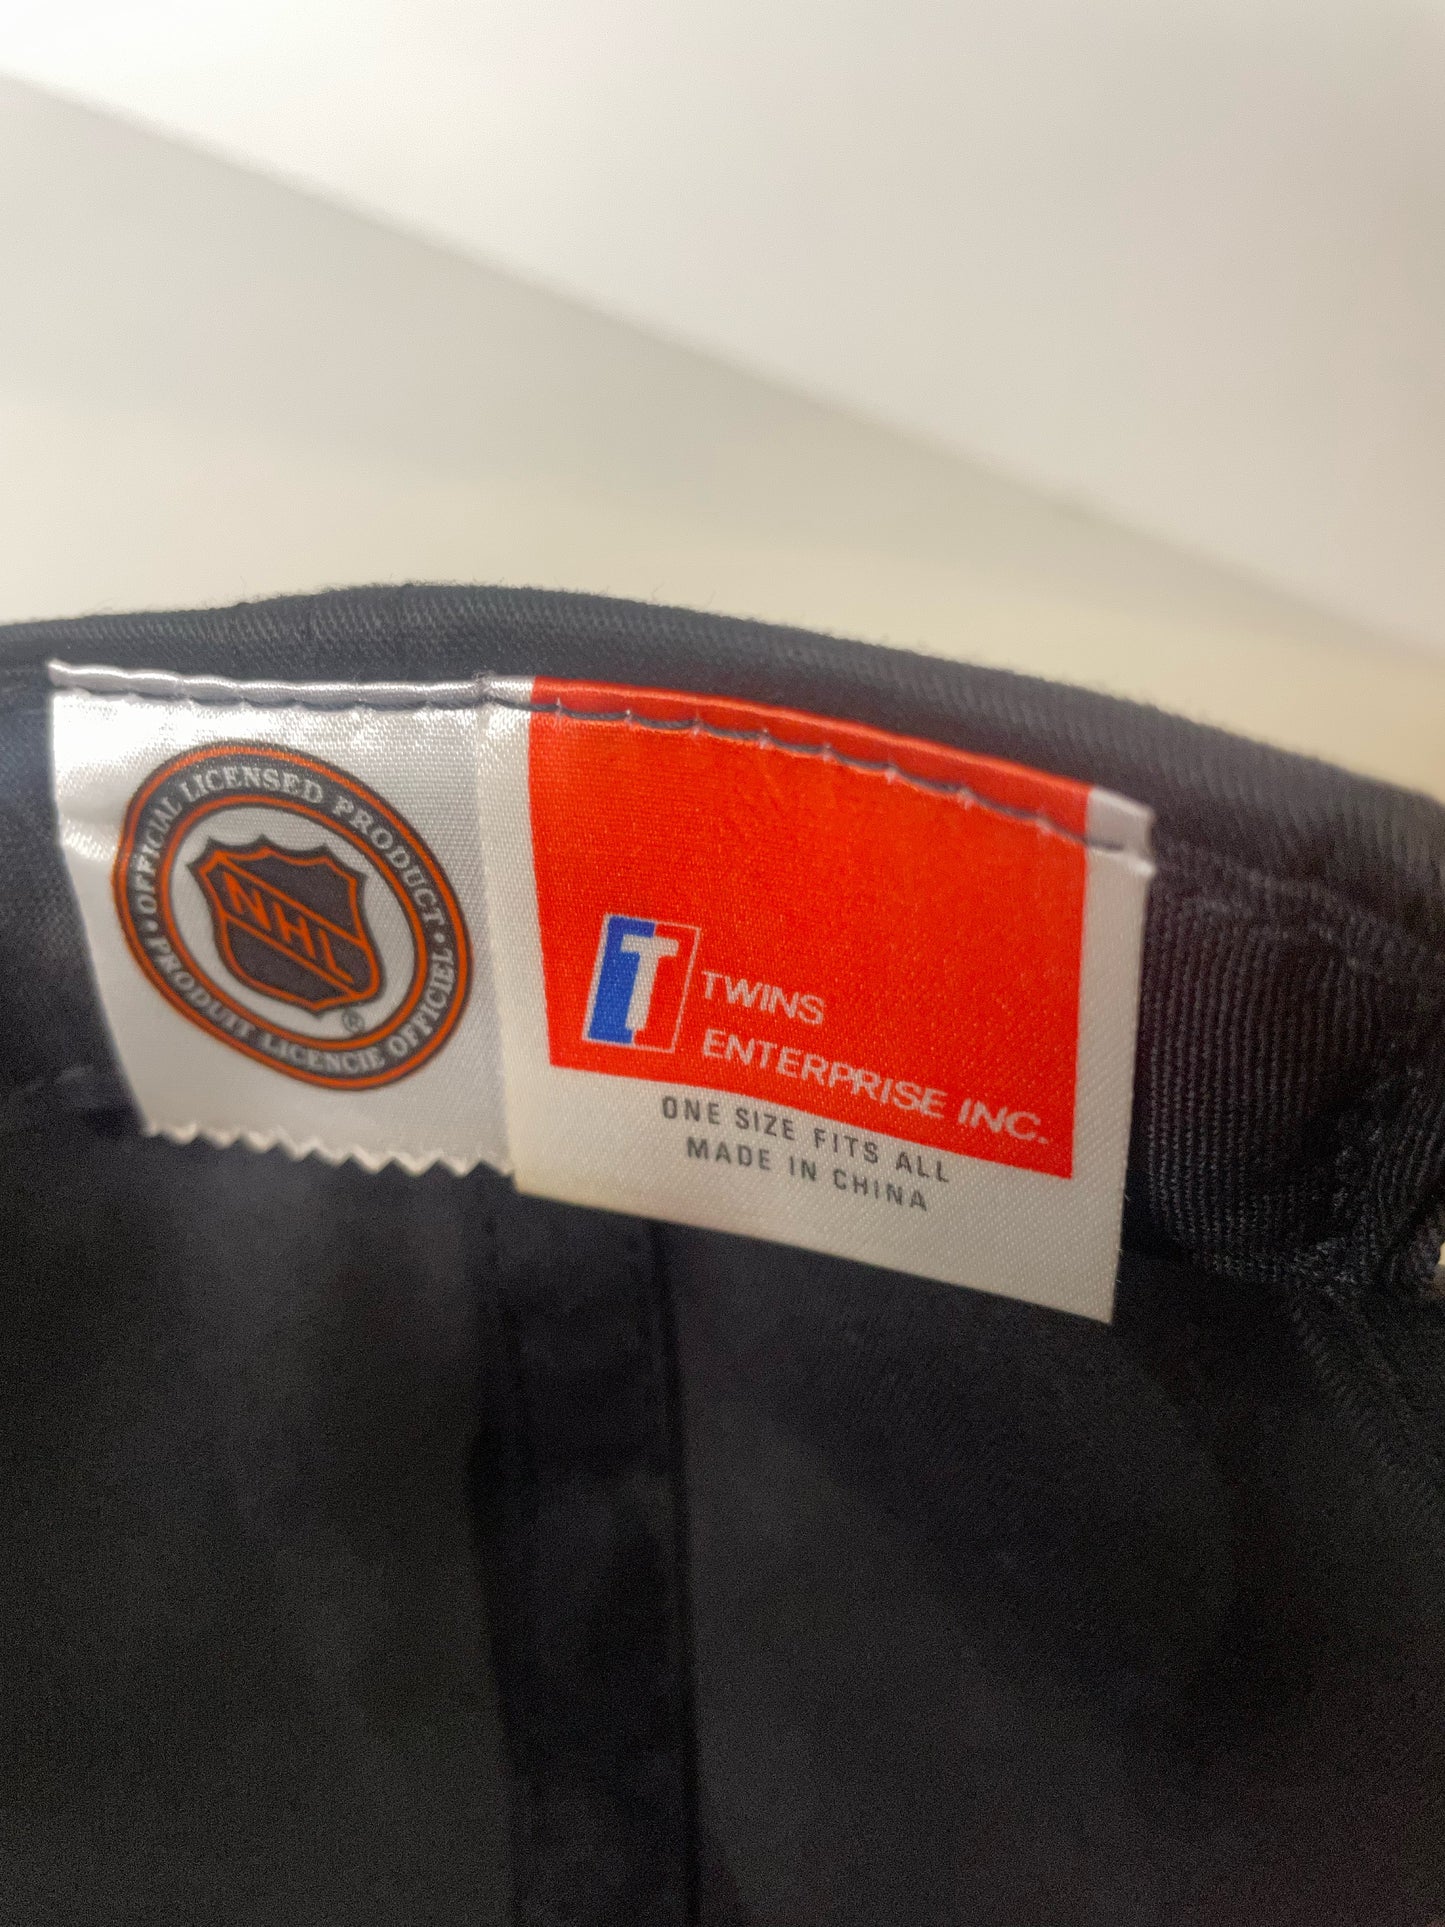 • OFFICIAL LICENSED PRODUCT •
PRODUIT LICENCIE OFFICIEL
NHL
®
T
TWINS
ENTERPRISE INC.
ONE SIZE FITS ALL
MADE IN CHINA